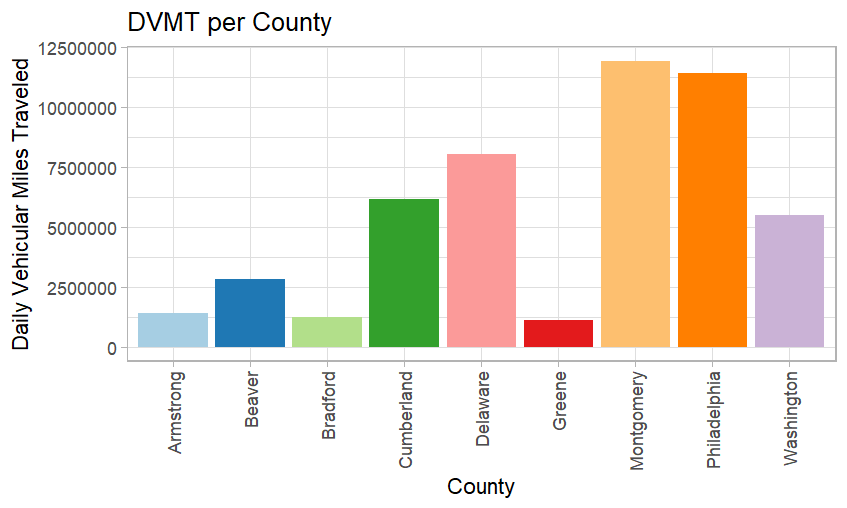 DVMT per County
Daily Vehicular Miles Traveled
12500000
10000000
7500000
5000000
2500000
0
Armstrong
Beaver
Bradford
Cumberland
Delaware
Greene
Montgomery
Philadelphia
Washington
County